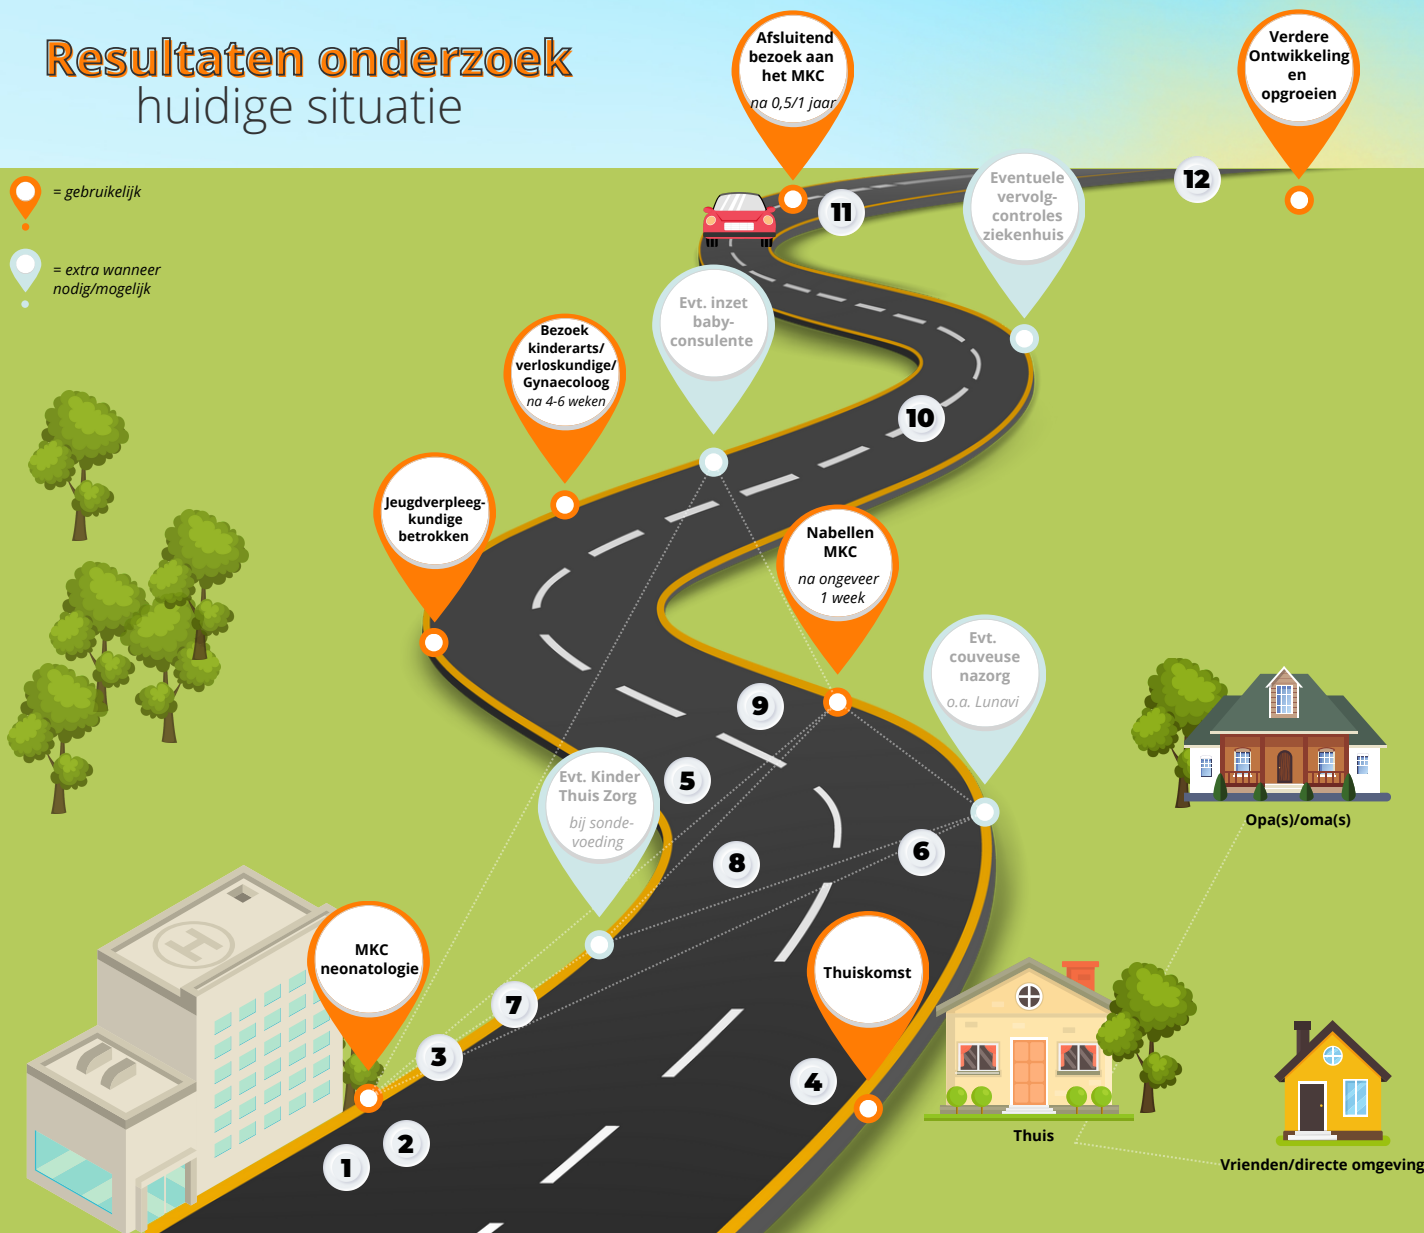 Resultaten onderzoek
huidige situatie
= gebruikelijk
= extra wanneer
nodig/mogelijk
Afsluitend
bezoek aan
het MKC
na 0,5/1 jaar
Verdere
Ontwikkeling
en
opgroeien
12
11
Eventuele
vervolg-
controles
ziekenhuis
Evt. inzet
baby-
consulente
Bezoek
kinderarts/
verloskundige/
Gynaecoloog
na 4-6 weken
10
Jeugdverpleeg-
kundige
betrokken
Nabellen
MKC
na ongeveer
1 week
Evt.
couveuse
nazorg
o.a. Lunavi
9
5
Evt. Kinder
Thuis Zorg
bij sonde-
voeding
8
6
Opa(s)/oma(s)
MKC
neonatologie
Thuiskomst
7
3
4
H
Thuis
Vrienden/directe omgeving
2
1